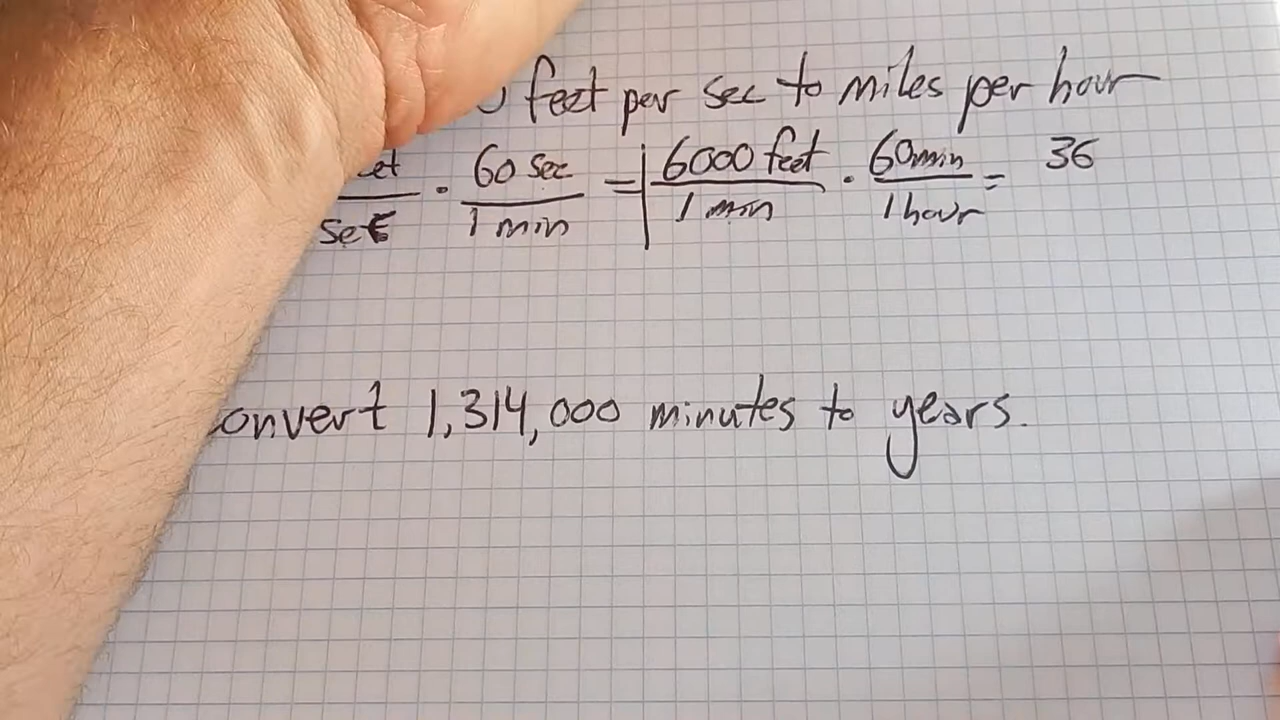 feet per sec to miles per hour
sec · 60 sec / 1 min = | 6000 feet / 1 min · 60 min / 1 hour = 36
onvert 1,314,000 minutes to years.